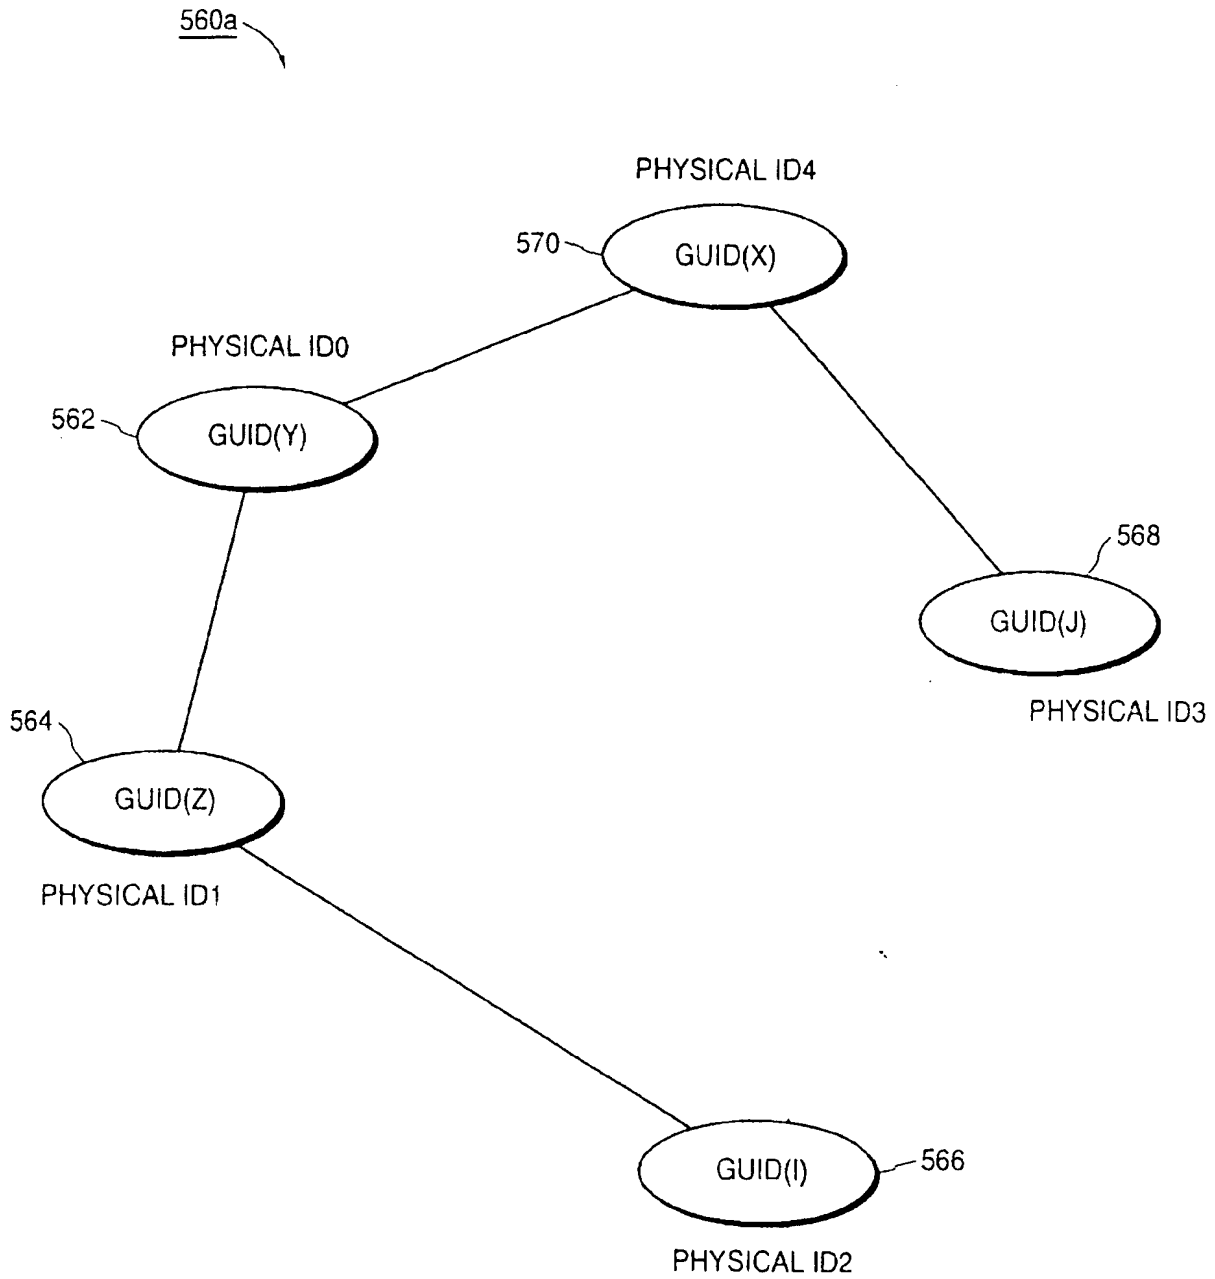 560a
PHYSICAL ID4
570
GUID(X)
PHYSICAL ID0
562
GUID(Y)
568
GUID(J)
PHYSICAL ID3
564
GUID(Z)
PHYSICAL ID1
GUID(I)
566
PHYSICAL ID2